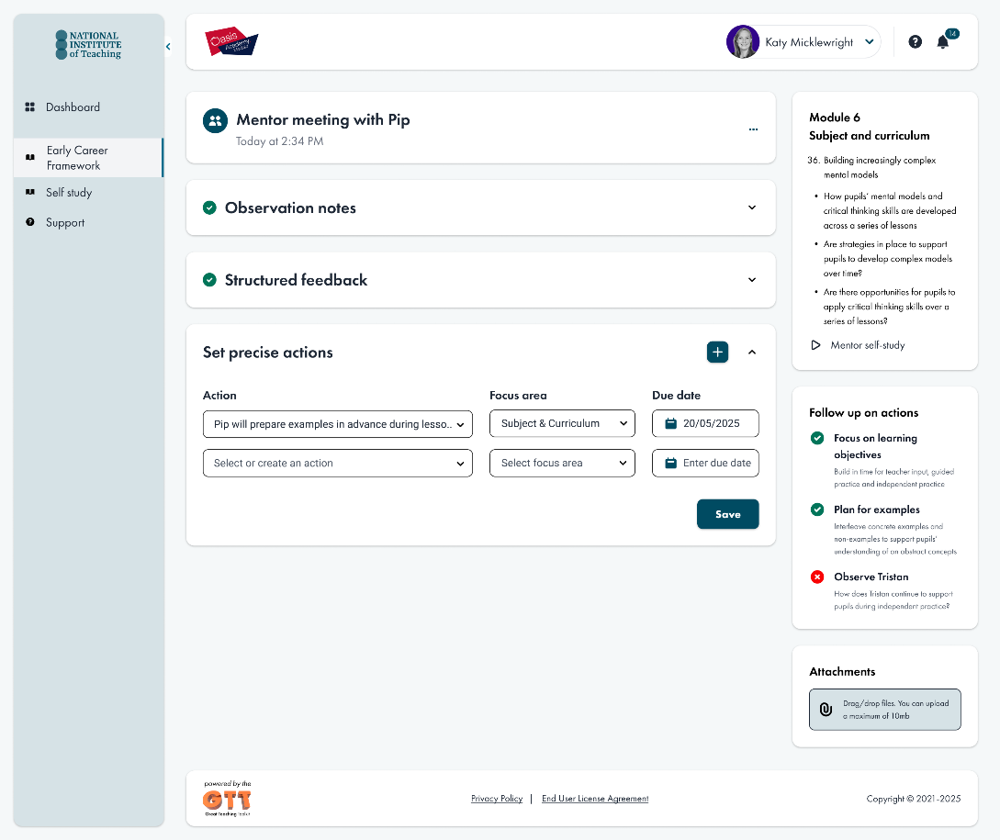 NATIONAL
INSTITUTE
of Teaching
Dashboard
Early Career
Framework
Self study
Support
Oasis
Academy
Katy Micklewright
14
Mentor meeting with Pip
Today at 2:34 PM
Observation notes
Structured feedback
Set precise actions
Action
Focus area
Due date
Pip will prepare examples in advance during lesso..
Subject & Curriculum
20/05/2025
Select or create an action
Select focus area
Enter due date
Save
Module 6
Subject and curriculum
36. Building increasingly complex
mental models
• How pupils' mental models and
critical thinking skills are developed
across a series of lessons
• Are strategies in place to support
pupils to develop complex models
over time?
• Are there opportunities for pupils to
apply critical thinking skills over a
series of lessons?
Mentor self-study
Follow up on actions
Focus on learning
objectives
Build in time for teacher input, guided
practice and independent practice
Plan for examples
Interleave concrete examples and
non-examples to support pupils'
understanding of an abstract concepts
Observe Tristan
How does Tristan continue to support
pupils during independent practice?
Attachments
Drag/drop files. You can upload
a maximum of 10mb
powered by the
GTT
Great Teaching Toolkit
Privacy Policy | End User License Agreement
Copyright © 2021-2025